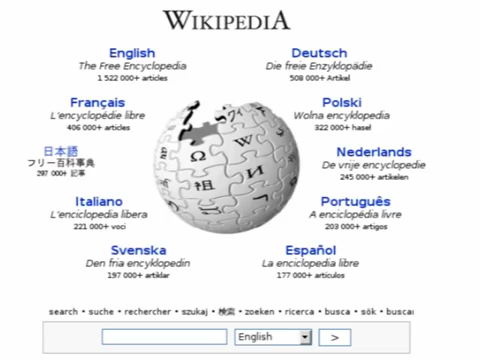 WIKIPEDIA
English
The Free Encyclopedia
1 522 000+ articles
Deutsch
Die freie Enzyklopädie
508 000+ Artikel
Français
L'encyclopédie libre
406 000+ articles
Polski
Wolna encyklopedia
322 000+ haseł
日本語
フリー百科事典
297 000+ 記事
Nederlands
De vrije encyclopedie
245 000+ artikelen
Italiano
L'enciclopedia libera
221 000+ voci
Português
A enciclopédia livre
203 000+ artigos
Svenska
Den fria encyklopedin
197 000+ artiklar
Español
La enciclopedia libre
177 000+ artículos
Ω W
祖 И
search • suche • rechercher • szukaj • 検索 • zoeken • ricerca • busca • sök • buscar
English >